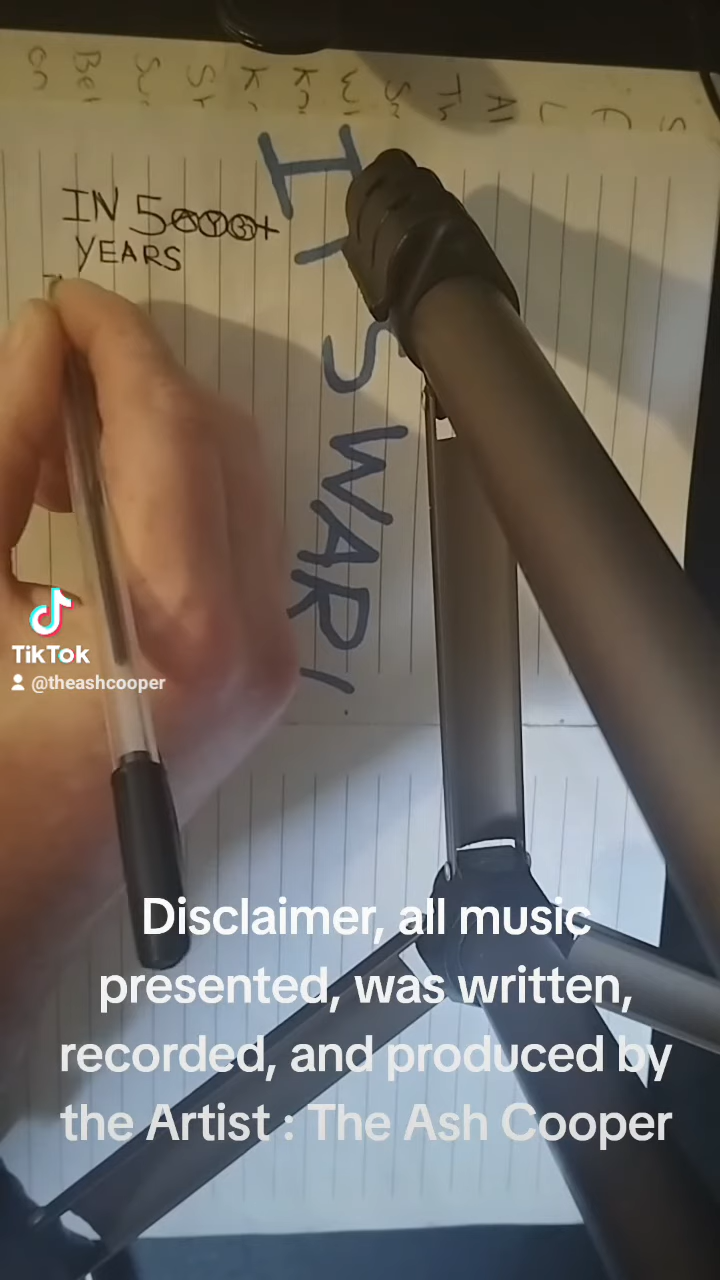 IN 5000+
YEARS
IT S WAR
TikTok
@theashcooper
Disclaimer, all music
presented, was written,
recorded, and produced by
the Artist : The Ash Cooper